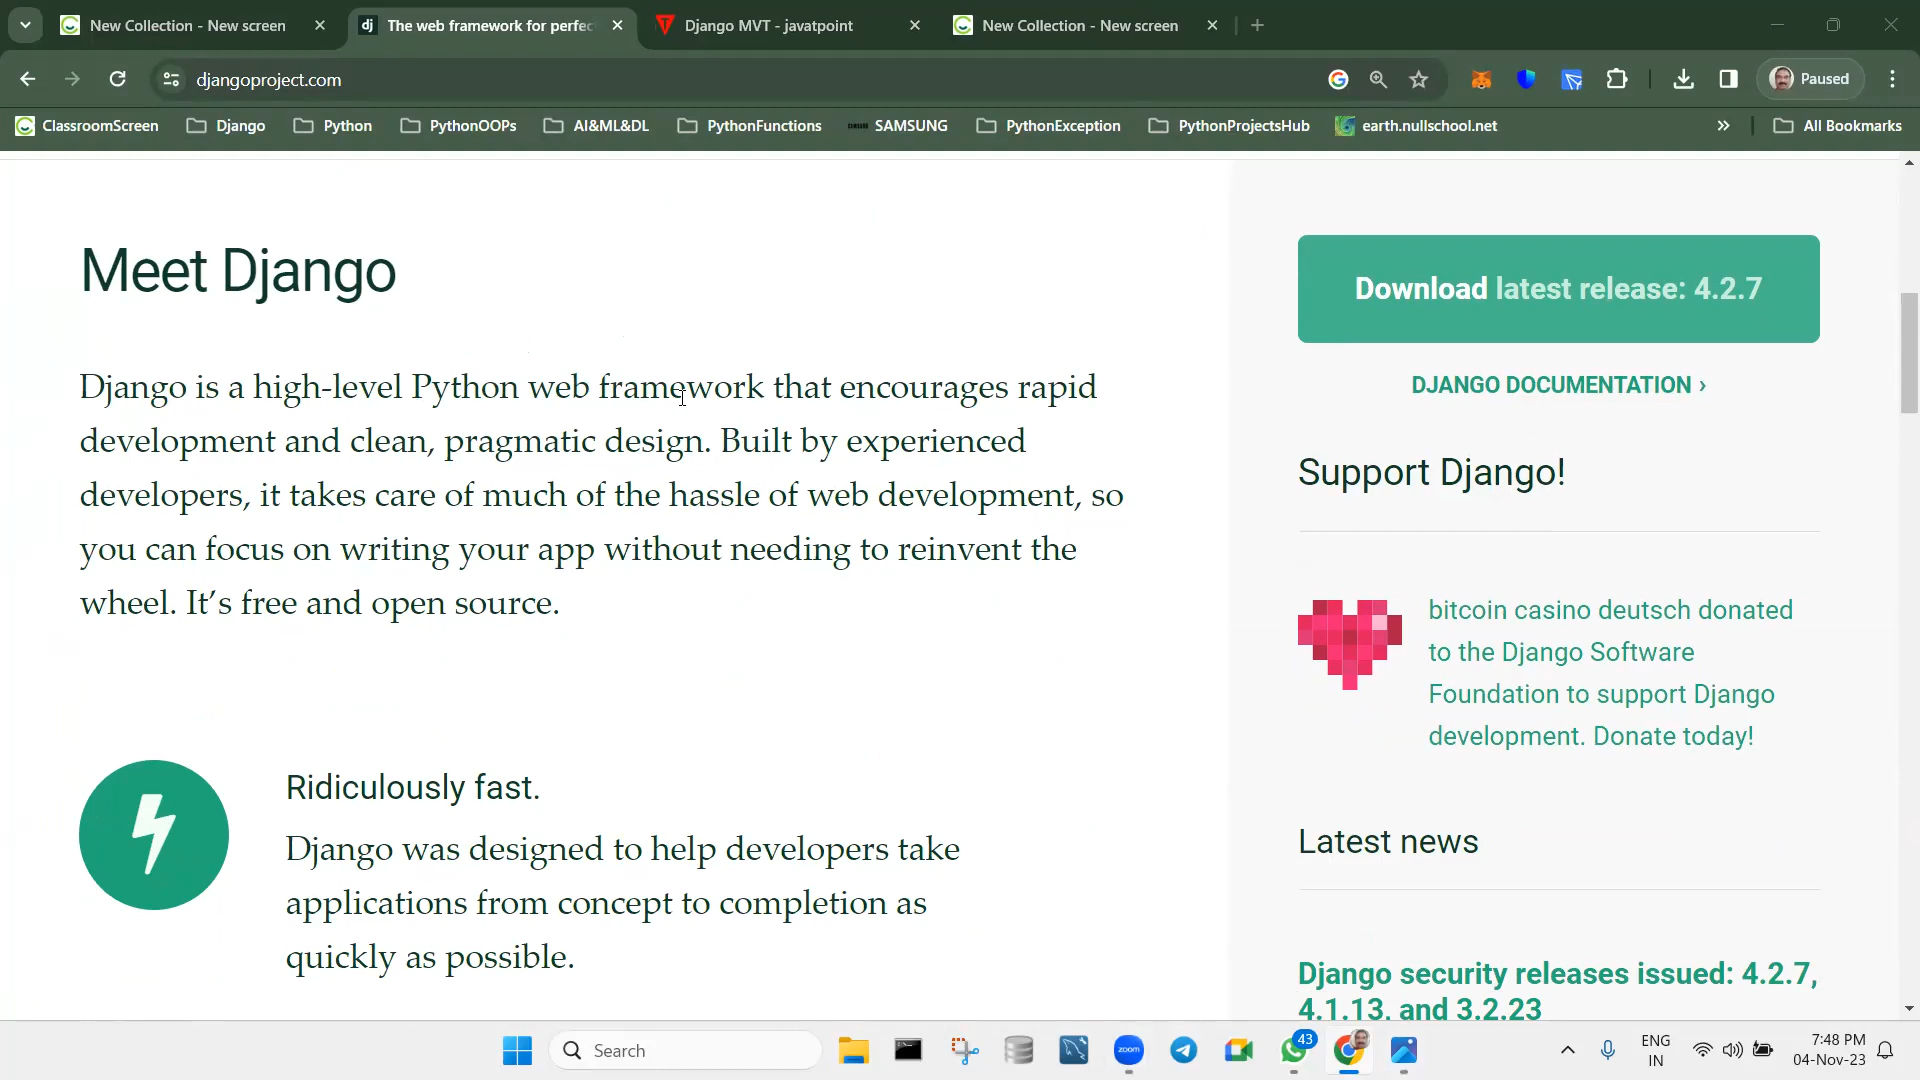 New Collection - New screen
The web framework for perfec
Django MVT - javatpoint
New Collection - New screen
djangoproject.com
Paused
ClassroomScreen
Django
Python
PythonOOPs
AI&ML&DL
PythonFunctions
SAMSUNG
PythonException
PythonProjectsHub
earth.nullschool.net
All Bookmarks
Meet Django
Django is a high-level Python web framework that encourages rapid
development and clean, pragmatic design. Built by experienced
developers, it takes care of much of the hassle of web development, so
you can focus on writing your app without needing to reinvent the
wheel. It’s free and open source.
Ridiculously fast.
Django was designed to help developers take
applications from concept to completion as
quickly as possible.
Download latest release: 4.2.7
DJANGO DOCUMENTATION ›
Support Django!
bitcoin casino deutsch donated
to the Django Software
Foundation to support Django
development. Donate today!
Latest news
Django security releases issued: 4.2.7,
4.1.13, and 3.2.23
Search
zoom
43
ENG
IN
7:48 PM
04-Nov-23